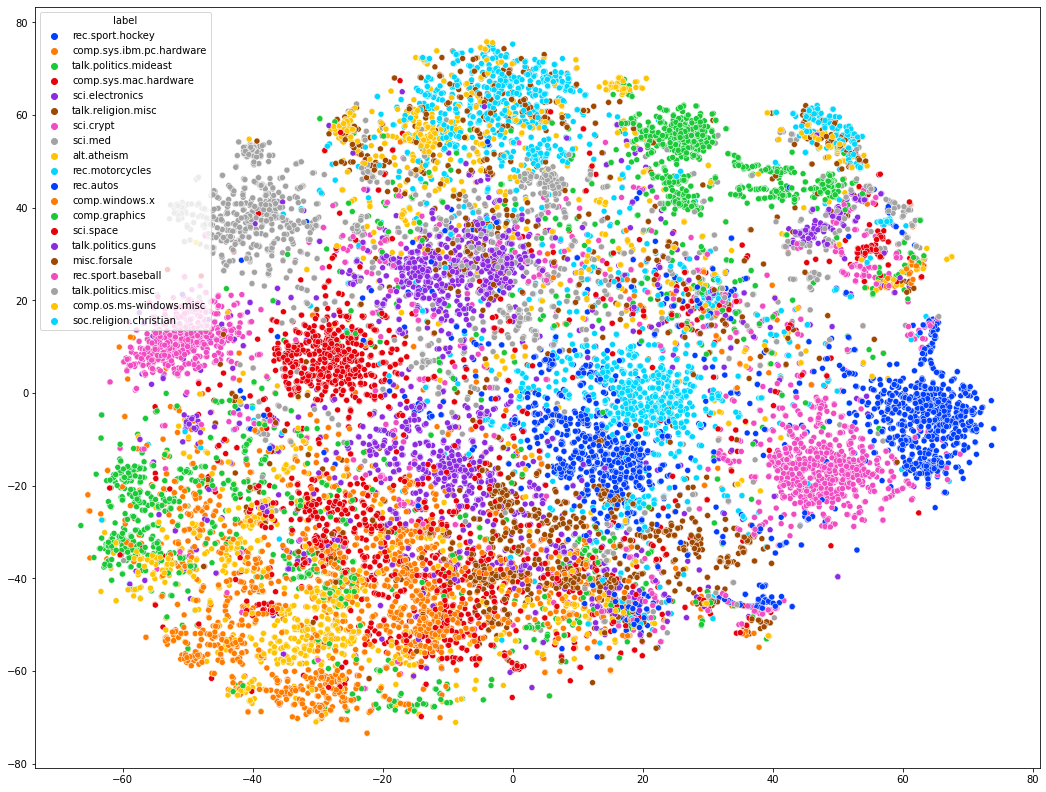 label
rec.sport.hockey
comp.sys.ibm.pc.hardware
talk.politics.mideast
comp.sys.mac.hardware
sci.electronics
talk.religion.misc
sci.crypt
sci.med
alt.atheism
rec.motorcycles
rec.autos
comp.windows.x
comp.graphics
sci.space
talk.politics.guns
misc.forsale
rec.sport.baseball
talk.politics.misc
comp.os.ms-windows.misc
soc.religion.christian
80
60
40
20
0
−20
−40
−60
−80
−60 −40 −20 0 20 40 60 80